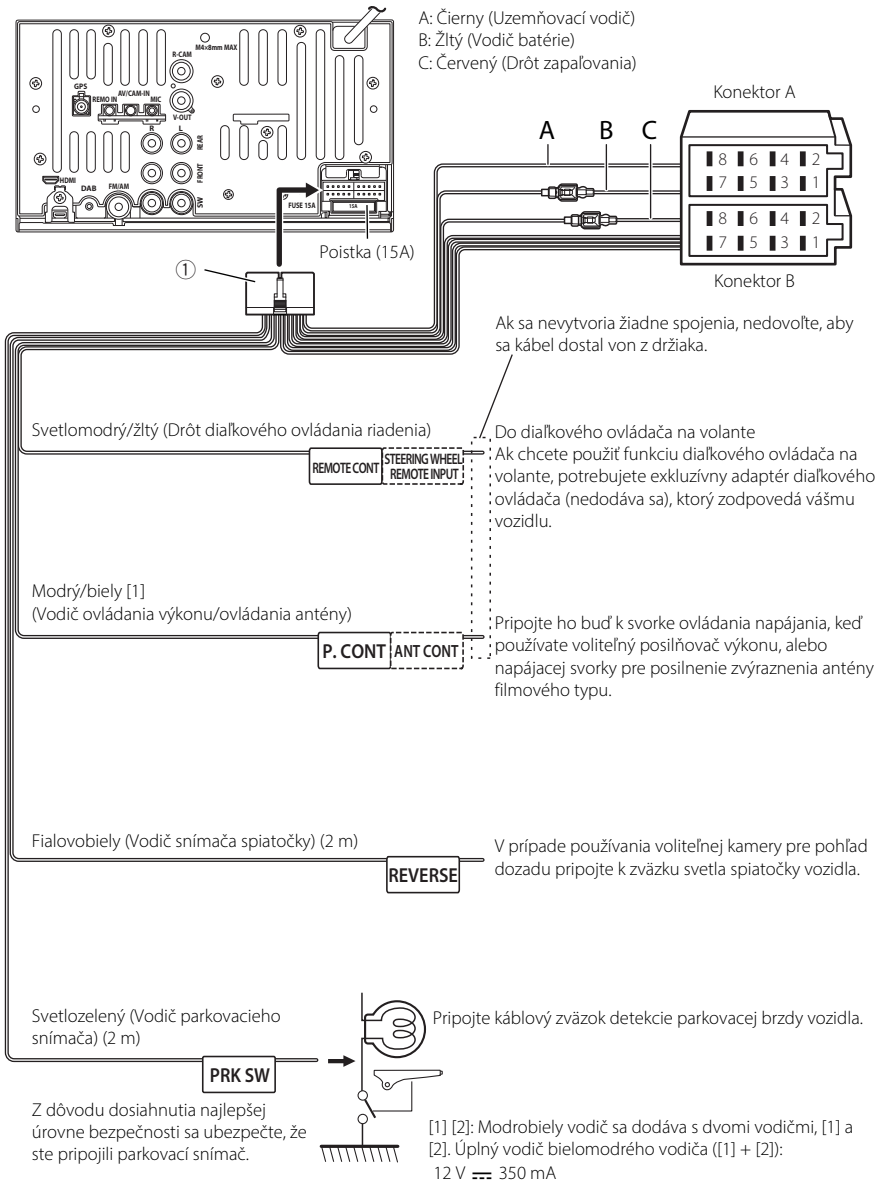 A: Čierny (Uzemňovací vodič)
B: Žltý (Vodič batérie)
C: Červený (Drôt zapaľovania)
M4×8mm MAX
R-CAM
GPS
AV/CAM-IN
REMO IN
MIC
V-OUT
R
L
REAR
FRONT
SW
HDMI
DAB
FM/AM
FUSE 15A
15A
Poistka (15A)
①
A
B
C
Konektor A
8 6 4 2
7 5 3 1
8 6 4 2
7 5 3 1
Konektor B
Ak sa nevytvoria žiadne spojenia, nedovoľte, aby
sa kábel dostal von z držiaka.
Svetlomodrý/žltý (Drôt diaľkového ovládania riadenia)
REMOTE CONT
STEERING WHEEL
REMOTE INPUT
Do diaľkového ovládača na volante
Ak chcete použiť funkciu diaľkového ovládača na
volante, potrebujete exkluzívny adaptér diaľkového
ovládača (nedodáva sa), ktorý zodpovedá vášmu
vozidlu.
Modrý/biely [1]
(Vodič ovládania výkonu/ovládania antény)
P. CONT
ANT CONT
Pripojte ho buď k svorke ovládania napájania, keď
používate voliteľný posilňovač výkonu, alebo
napájacej svorky pre posilnenie zvýraznenia antény
filmového typu.
Fialovobiely (Vodič snímača spiatočky) (2 m)
REVERSE
V prípade používania voliteľnej kamery pre pohľad
dozadu pripojte k zväzku svetla spiatočky vozidla.
Svetlozelený (Vodič parkovacieho
snímača) (2 m)
PRK SW
Pripojte káblový zväzok detekcie parkovacej brzdy vozidla.
Z dôvodu dosiahnutia najlepšej
úrovne bezpečnosti sa ubezpečte, že
ste pripojili parkovací snímač.
[1] [2]: Modrobiely vodič sa dodáva s dvomi vodičmi, [1] a
[2]. Úplný vodič bielomodrého vodiča ([1] + [2]):
12 V ⎓ 350 mA